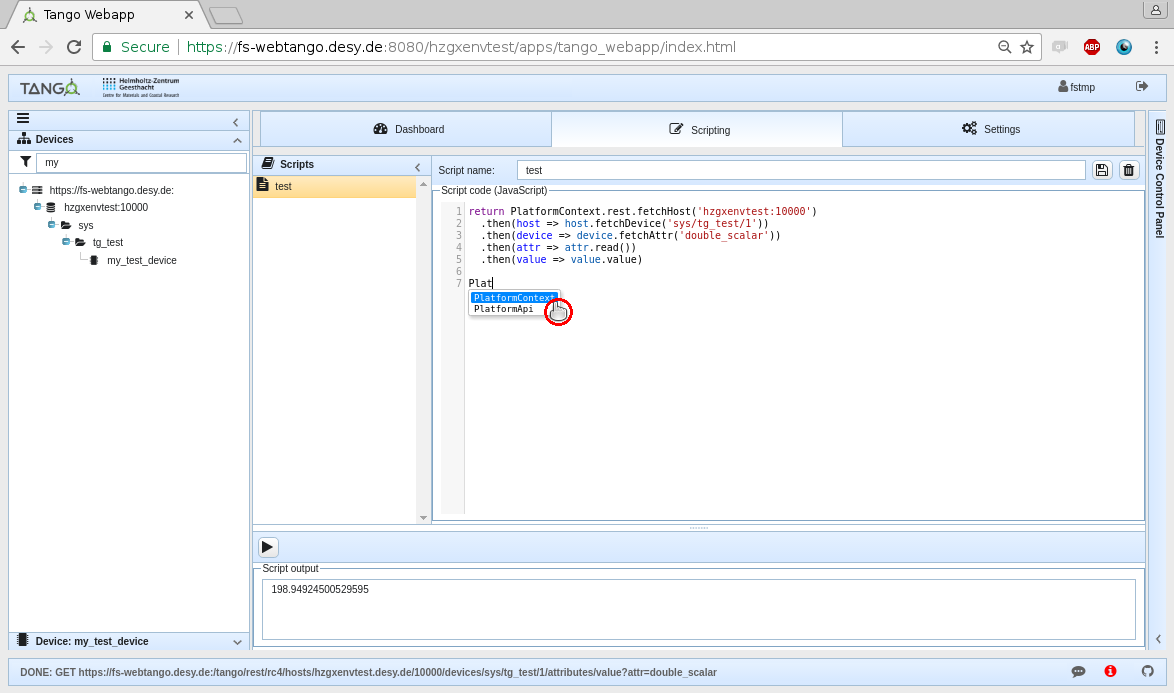 Tango Webapp
Secure https://fs-webtango.desy.de:8080/hzgxenvtest/apps/tango_webapp/index.html
ABP
TANGO
Helmholtz-Zentrum
Geesthacht
Centre for Materials and Coastal Research
fstmp
Devices
my
https://fs-webtango.desy.de:
hzgxenvtest:10000
sys
tg_test
my_test_device
Device: my_test_device
Dashboard
Scripting
Settings
Scripts
test
Script name:
test
Script code (JavaScript)
1 return PlatformContext.rest.fetchHost('hzgxenvtest:10000')
2 .then(host => host.fetchDevice('sys/tg_test/1'))
3 .then(device => device.fetchAttr('double_scalar'))
4 .then(attr => attr.read())
5 .then(value => value.value)
6
7 Plat
PlatformContext
PlatformApi
Script output
198.94924500529595
Device Control Panel
DONE: GET https://fs-webtango.desy.de:/tango/rest/rc4/hosts/hzgxenvtest.desy.de/10000/devices/sys/tg_test/1/attributes/value?attr=double_scalar